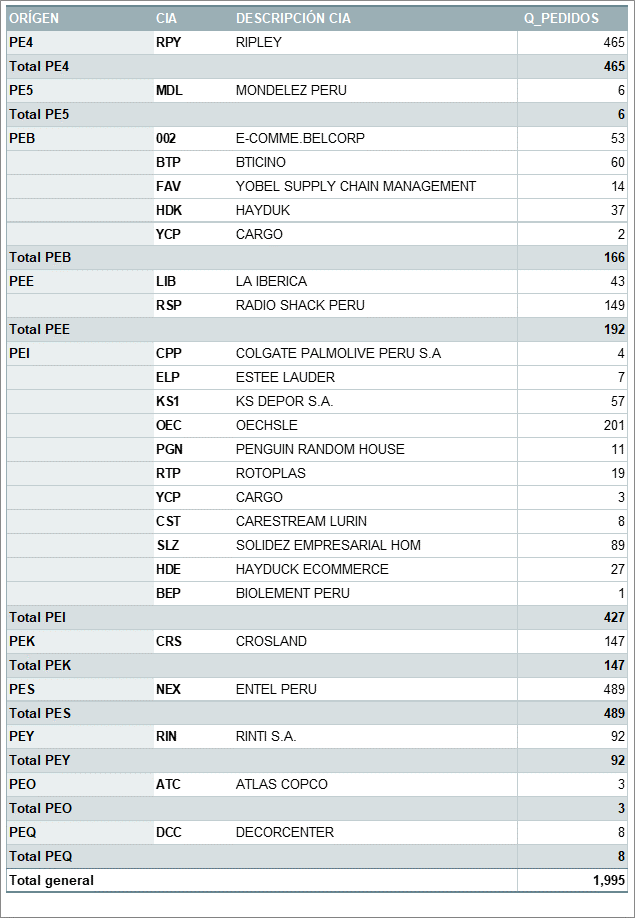 ORÍGEN CIA DESCRIPCIÓN CIA Q_PEDIDOS
PE4 RPY RIPLEY 465
Total PE4 465
PE5 MDL MONDELEZ PERU 6
Total PE5 6
PEB 002 E-COMME.BELCORP 53
BTP BTICINO 60
FAV YOBEL SUPPLY CHAIN MANAGEMENT 14
HDK HAYDUK 37
YCP CARGO 2
Total PEB 166
PEE LIB LA IBERICA 43
RSP RADIO SHACK PERU 149
Total PEE 192
PEI CPP COLGATE PALMOLIVE PERU S.A 4
ELP ESTEE LAUDER 7
KS1 KS DEPOR S.A. 57
OEC OECHSLE 201
PGN PENGUIN RANDOM HOUSE 11
RTP ROTOPLAS 19
YCP CARGO 3
CST CARESTREAM LURIN 8
SLZ SOLIDEZ EMPRESARIAL HOM 89
HDE HAYDUCK ECOMMERCE 27
BEP BIOLEMENT PERU 1
Total PEI 427
PEK CRS CROSLAND 147
Total PEK 147
PES NEX ENTEL PERU 489
Total PES 489
PEY RIN RINTI S.A. 92
Total PEY 92
PEO ATC ATLAS COPCO 3
Total PEO 3
PEQ DCC DECORCENTER 8
Total PEQ 8
Total general 1,995